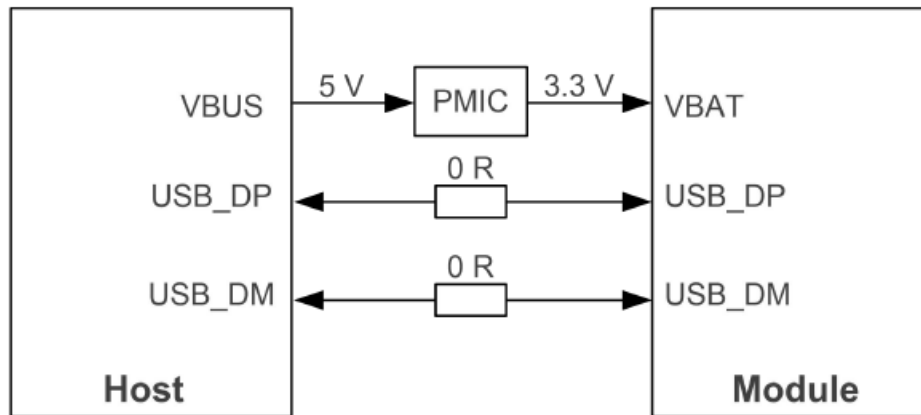 5 V
PMIC
3.3 V
VBUS
VBAT
0 R
USB_DP
USB_DP
0 R
USB_DM
USB_DM
Host
Module